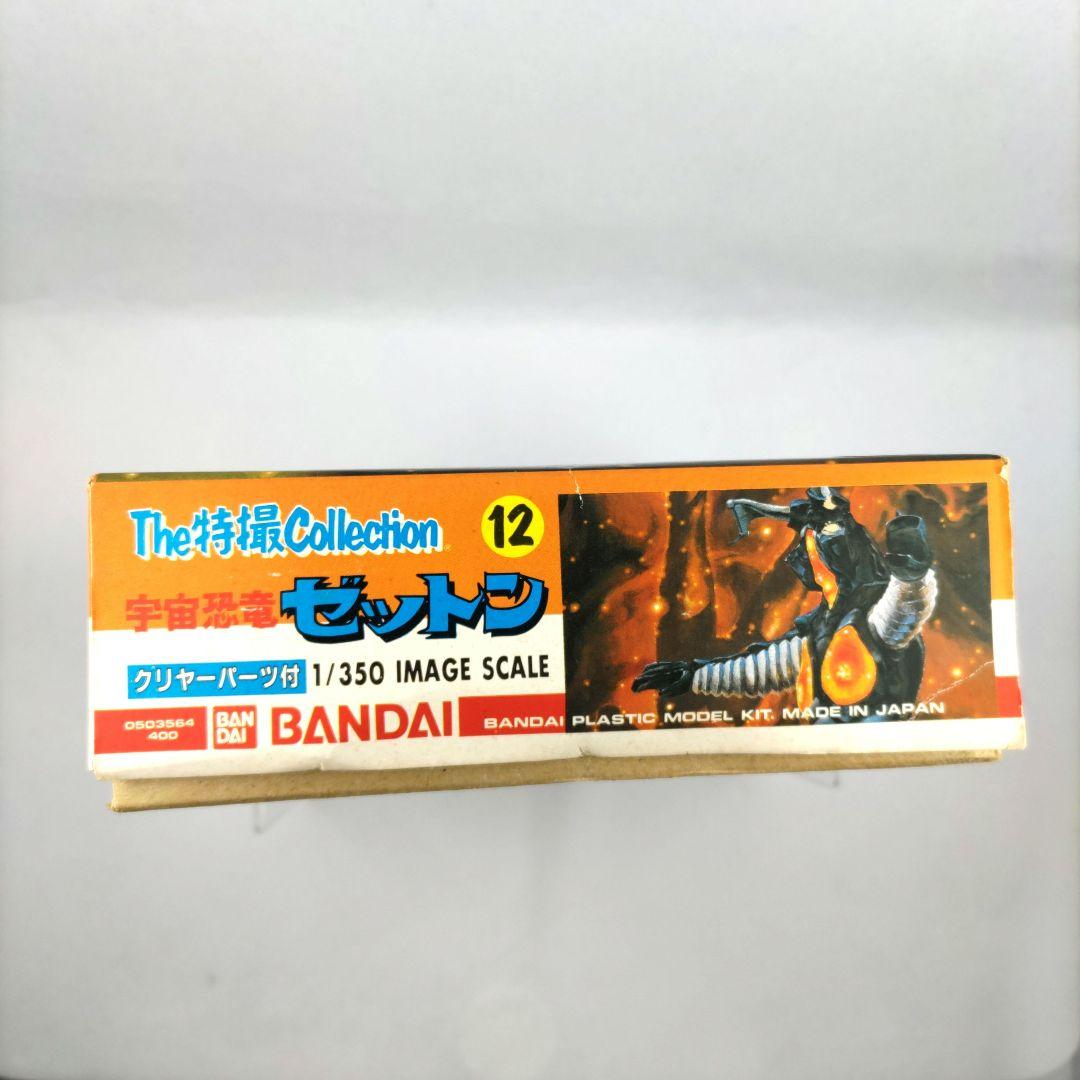 The特撮Collection
12
宇宙恐竜ゼットン
クリヤーパーツ付 1/350 IMAGE SCALE
0503564
400
BAN
DAI
BANDAI
BANDAI PLASTIC MODEL KIT. MADE IN JAPAN